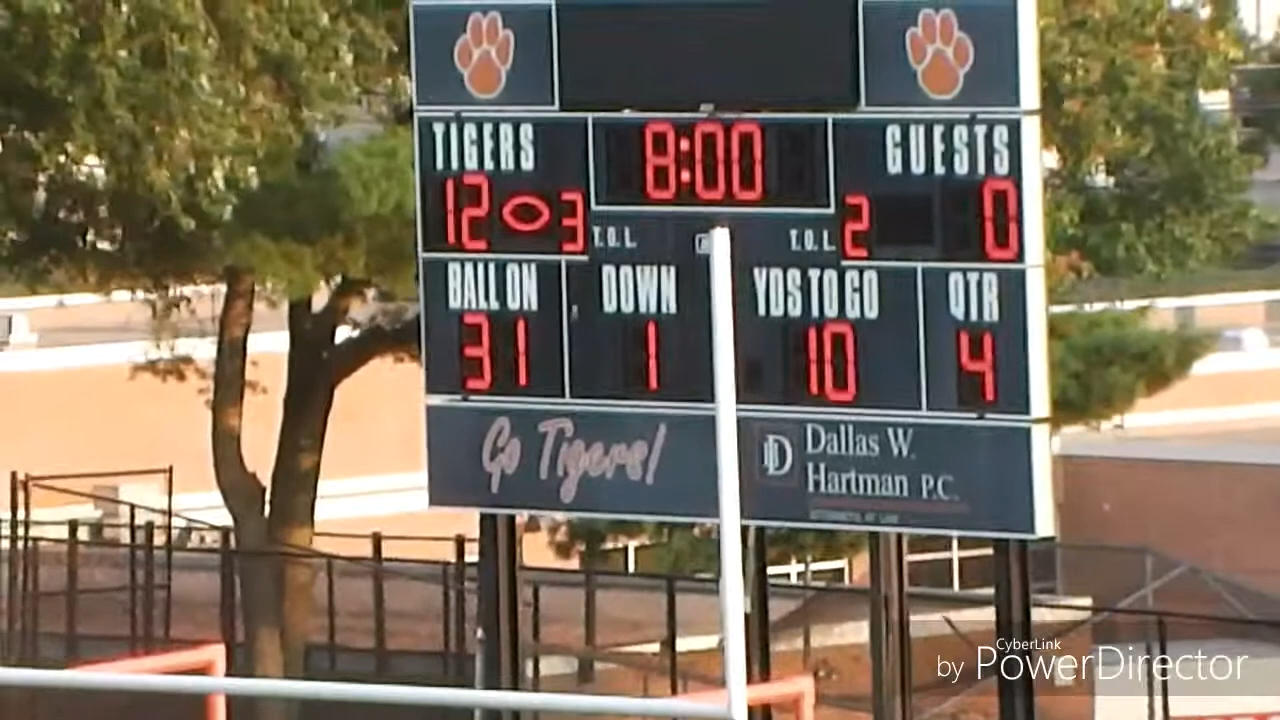 TIGERS 8:00 GUESTS
12 3 T.O.L. T.O.L. 2 0
BALL ON DOWN YDS TO GO QTR
31 1 10 4
Go Tigers!
D Dallas W.
Hartman P.C.
CyberLink
by PowerDirector